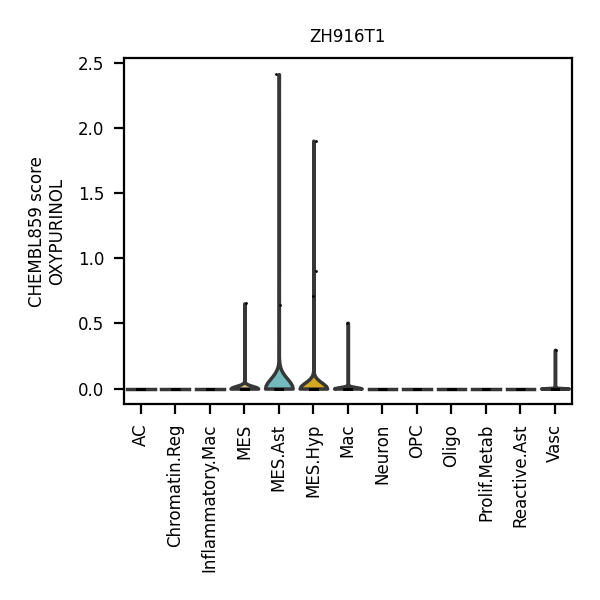 ZH916T1
CHEMBL859 score
OXYPURINOL
2.5
2.0
1.5
1.0
0.5
0.0
AC
Chromatin.Reg
Inflammatory.Mac
MES
MES.Ast
MES.Hyp
Mac
Neuron
OPC
Oligo
Prolif.Metab
Reactive.Ast
Vasc